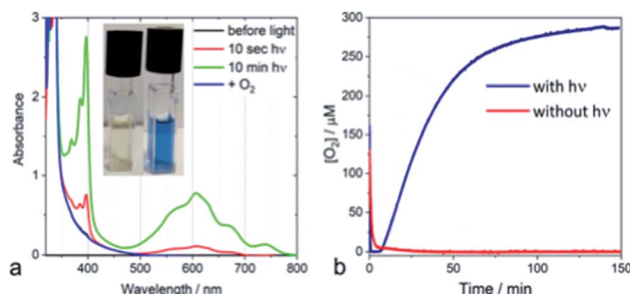 3
2
1
0
400
500
600
700
800
Absorbance
Wavelength / nm
before light
10 sec hν
10 min hν
+ O₂
a
300
250
200
150
100
50
0
0
50
100
150
[O₂] / μM
Time / min
with hν
without hν
b